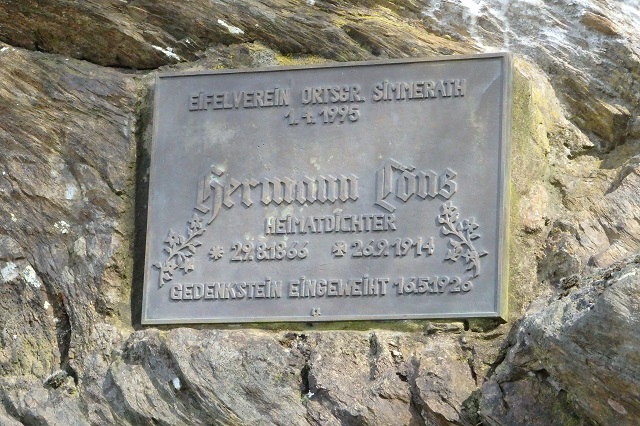 EIFELVEREIN ORTSGR. SIMMERATH
1.4.1995
Hermann Löns
HEIMATDICHTER
* 29.8.1866 ✠ 26.9.1914
GEDENKSTEIN EINGEWEIHT 16.5.1926